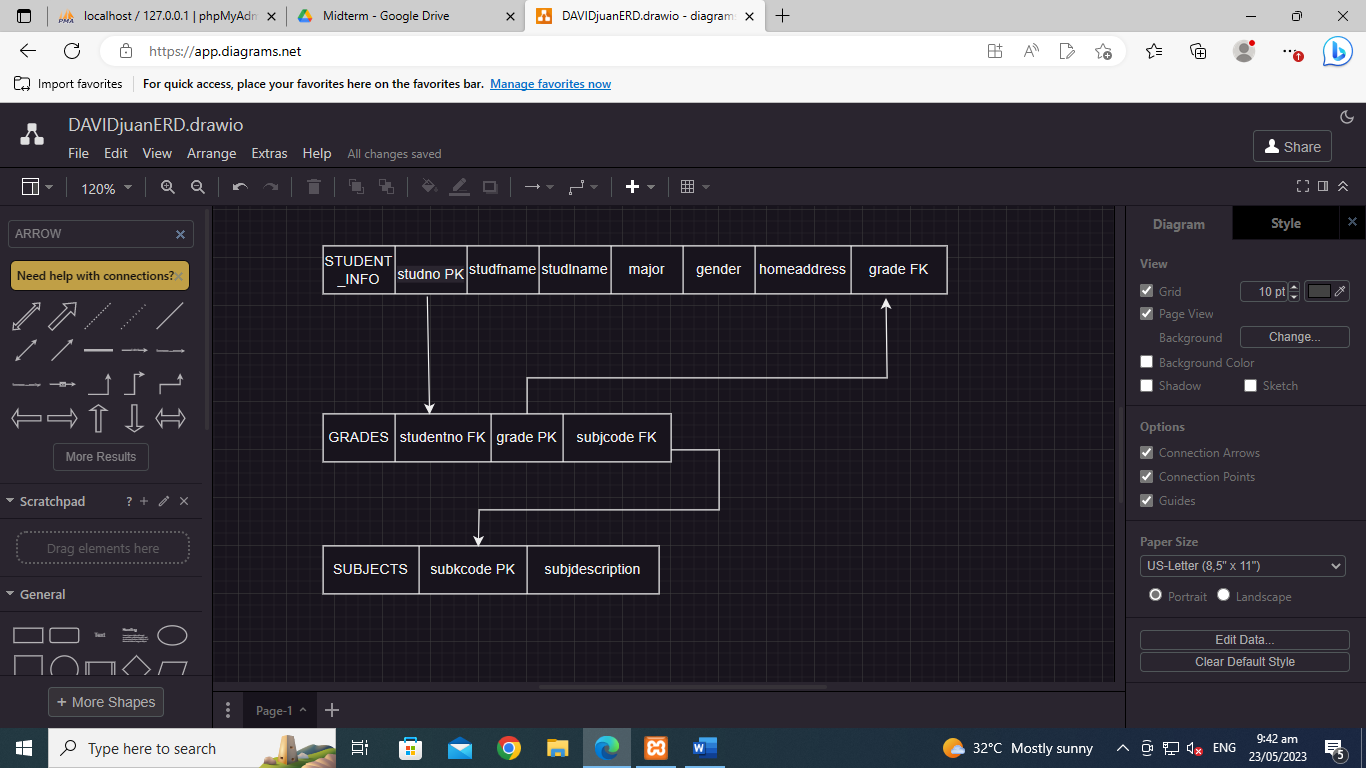 localhost / 127.0.0.1 | phpMyAdm
Midterm - Google Drive
DAVIDjuanERD.drawio - diagrams
https://app.diagrams.net
Import favorites
For quick access, place your favorites here on the favorites bar. Manage favorites now
DAVIDjuanERD.drawio
File Edit View Arrange Extras Help All changes saved
Share
120%
ARROW
Need help with connections?
More Results
Scratchpad
?
Drag elements here
General
Text
Heading
+ More Shapes
STUDENT
_INFO
studno PK
studfname
studlname
major
gender
homeaddress
grade FK
GRADES
studentno FK
grade PK
subjcode FK
SUBJECTS
subkcode PK
subjdescription
Page-1
Diagram
Style
View
Grid
10 pt
Page View
Background
Change...
Background Color
Shadow
Sketch
Options
Connection Arrows
Connection Points
Guides
Paper Size
US-Letter (8,5" x 11")
Portrait
Landscape
Edit Data...
Clear Default Style
Type here to search
32°C Mostly sunny
ENG
9:42 am
23/05/2023
5